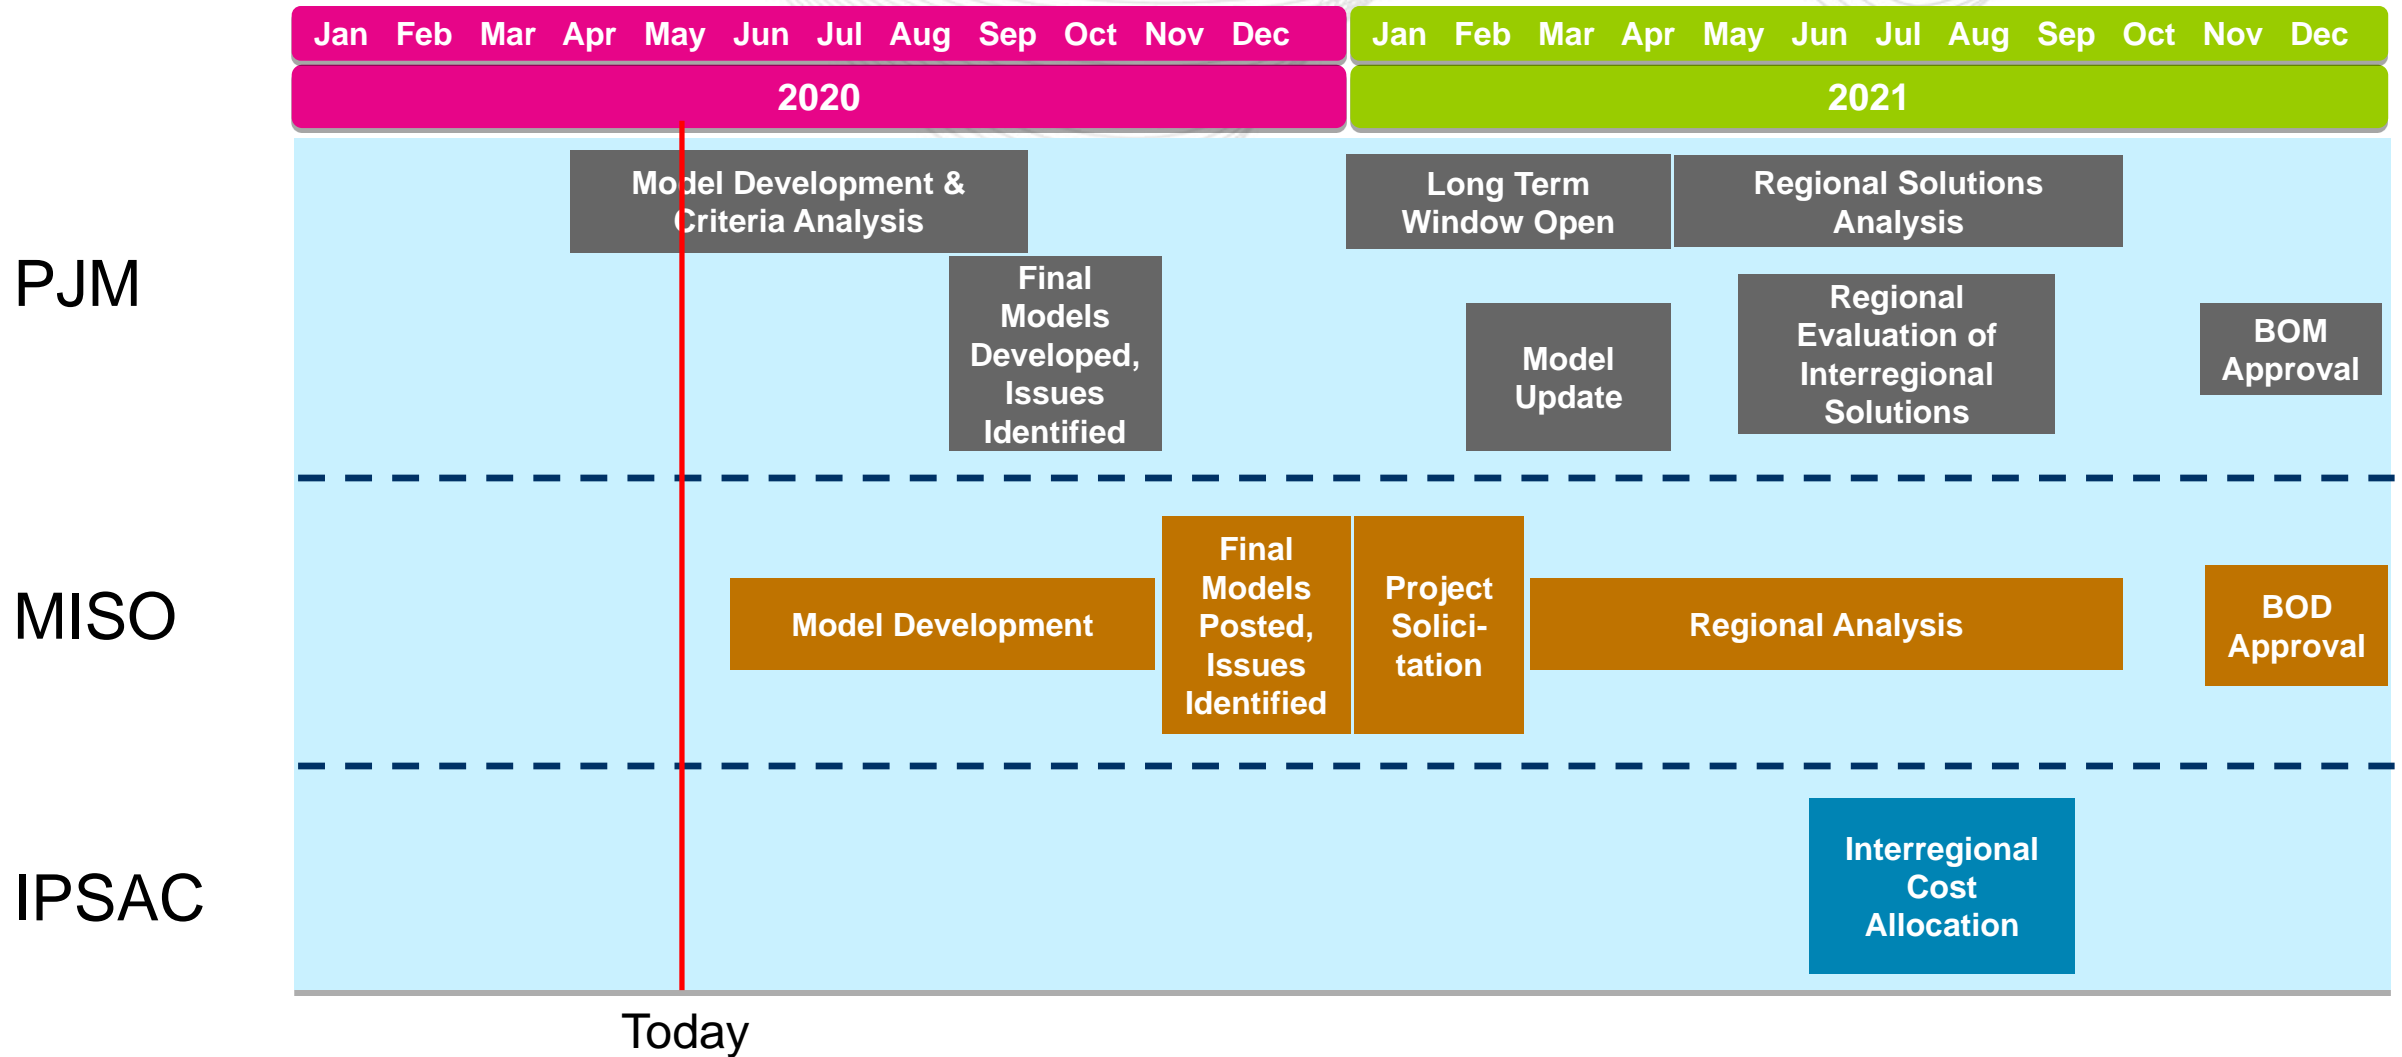 Jan Feb Mar Apr May Jun Jul Aug Sep Oct Nov Dec
Jan Feb Mar Apr May Jun Jul Aug Sep Oct Nov Dec
2020
2021
PJM
Model Development &
Criteria Analysis
Final
Models
Developed,
Issues
Identified
Long Term
Window Open
Regional Solutions
Analysis
Model
Update
Regional
Evaluation of
Interregional
Solutions
BOM
Approval
MISO
Model Development
Final
Models
Posted,
Issues
Identified
Project
Solici-
tation
Regional Analysis
BOD
Approval
IPSAC
Interregional
Cost
Allocation
Today